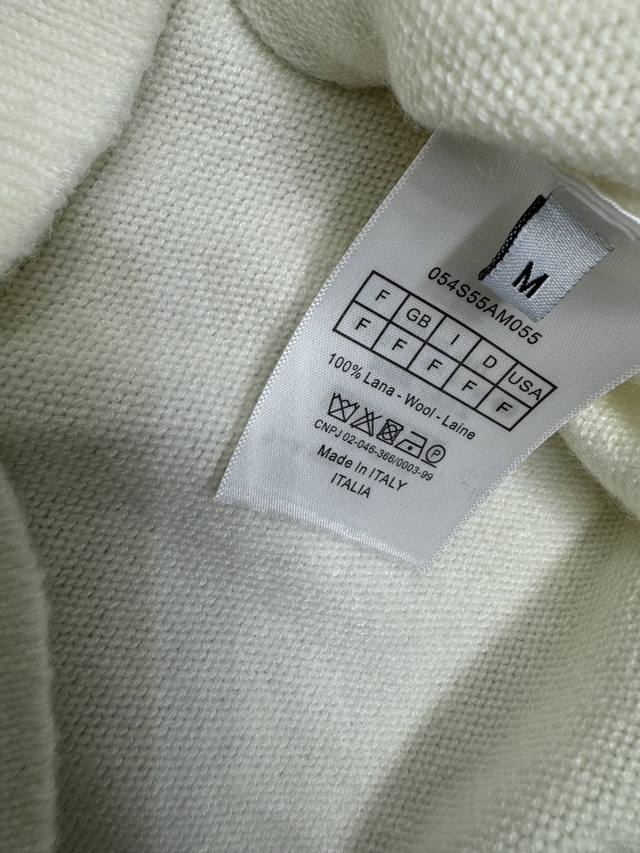 M
054S55AM055
F GB I D USA
F F F F F
100% Lana - Wool - Laine
CNPJ 02-046-366/0003-99
Made In ITALY
ITALIA